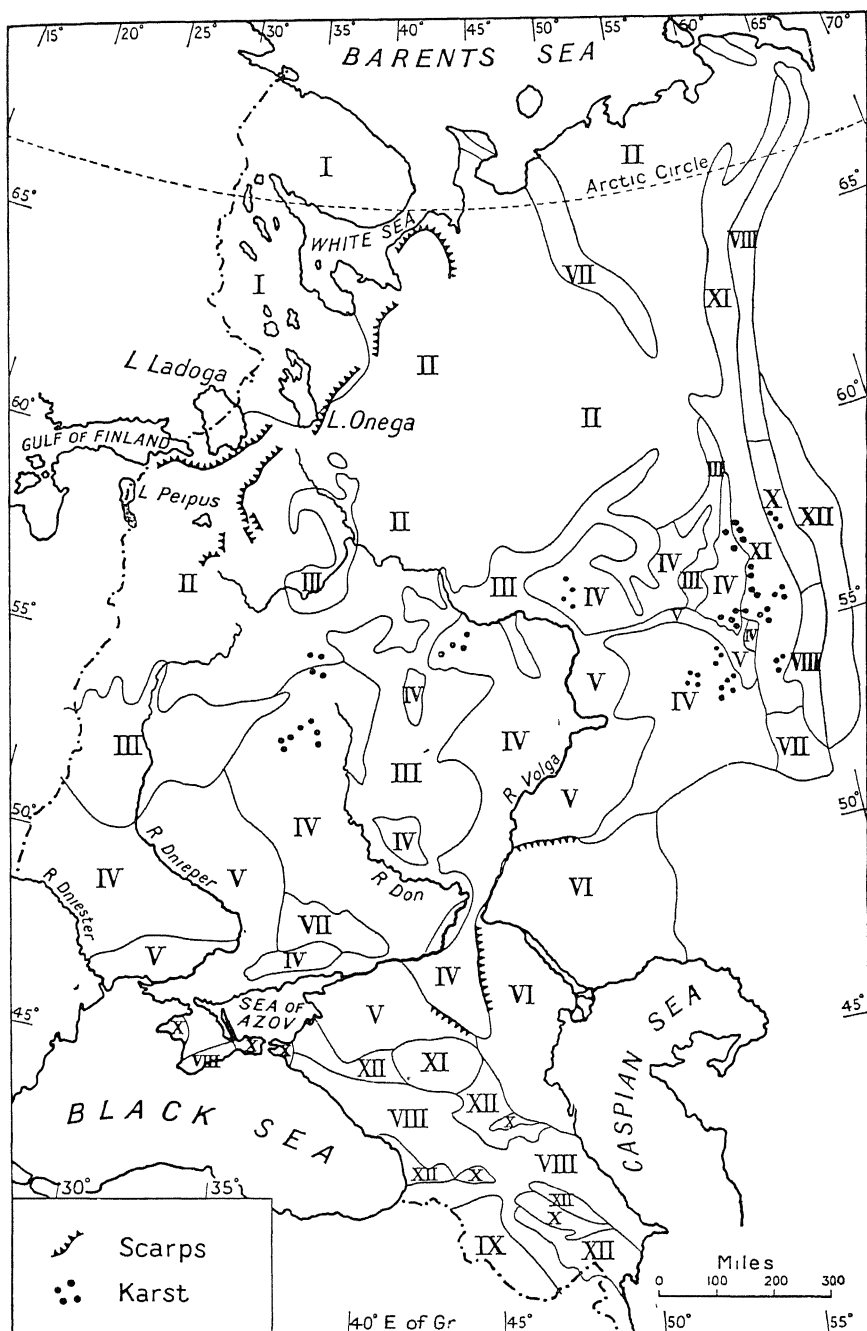 15° 20° 25° 30° 35° 40° 45° 50° 55° 60° 65° 70°
BARENTS SEA
I
II
Arctic Circle
65°
65°
WHITE SEA
VIII
VII
I
XI
II
L Ladoga
60°
60°
L. Onega
II
GULF OF FINLAND
III
L Peipus
X
XII
II
IV
XI
II
III
III
IV
III
IV
55°
55°
V
IV
V
VIII
V
IV
IV
III
IV
VII
III
R Volga
V
50°
50°
IV
IV
R Dnieper
R Don
IV
V
VI
R Dniester
VII
V
IV
IV
VI
45°
45°
SEA OF AZOV
V
X
X
X
VIII
XII
XI
CASPIAN SEA
BLACK SEA
XII
VIII
X
VIII
XII
X
XII
X
30°
35°
IX
XII
Scarps
Karst
Miles
0 100 200 300
40° E of Gr
45°
50°
55°